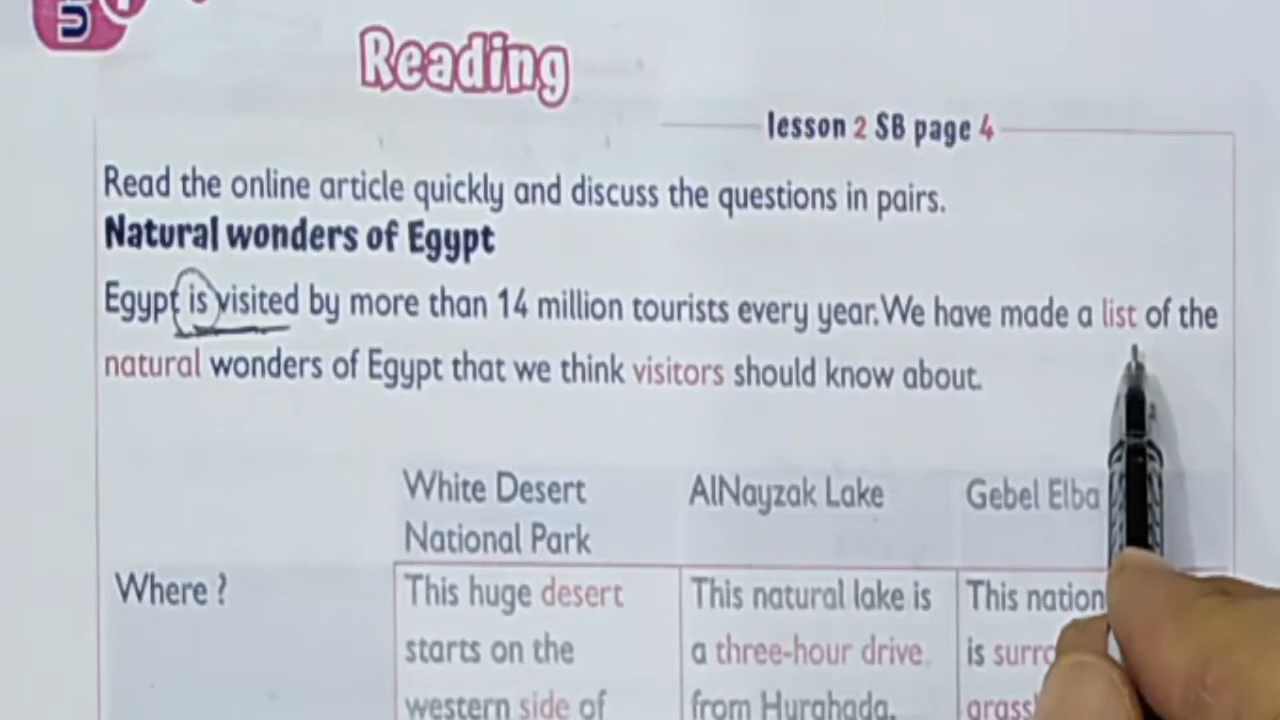 Reading
lesson 2 SB page 4
Read the online article quickly and discuss the questions in pairs.
Natural wonders of Egypt
Egypt is visited by more than 14 million tourists every year. We have made a list of the
natural wonders of Egypt that we think visitors should know about.
White Desert
National Park
AlNayzak Lake
Gebel Elba
Where ?
This huge desert
starts on the
western side of
This natural lake is
a three-hour drive
from Hurghada,
This
is